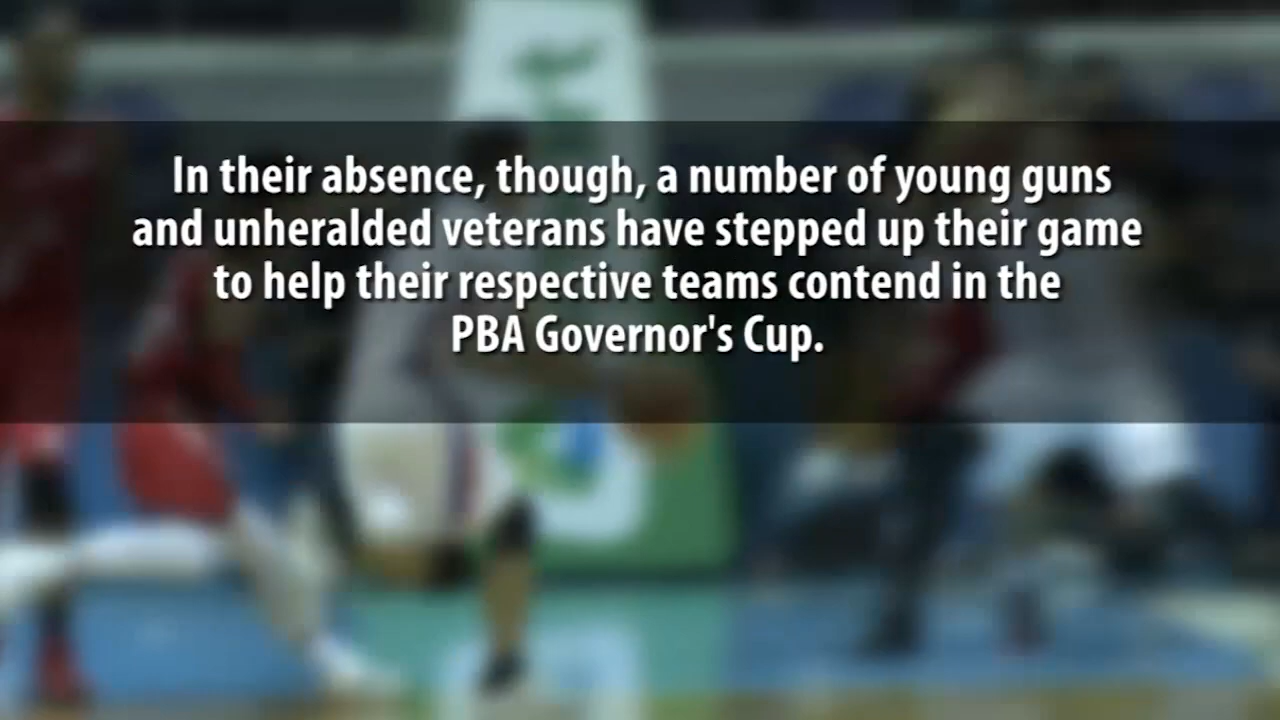 In their absence, though, a number of young guns
and unheralded veterans have stepped up their game
to help their respective teams contend in the
PBA Governor's Cup.